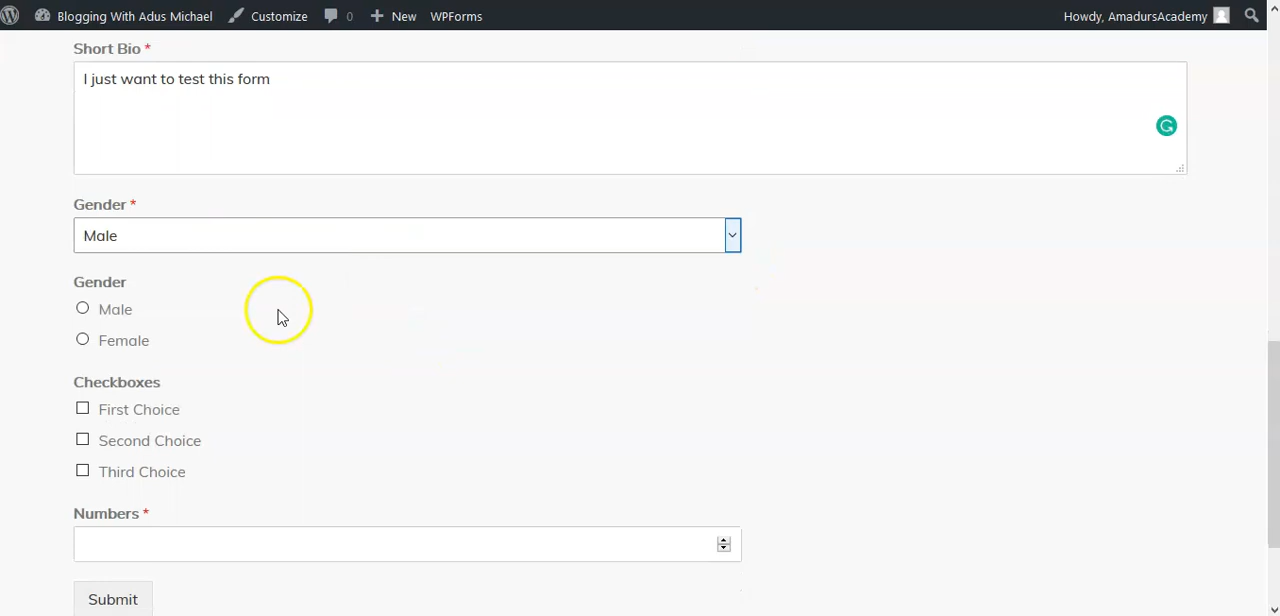 Blogging With Adus Michael Customize 0 New WPForms Howdy, AmadursAcademy
Short Bio *
I just want to test this form
Gender *
Male
Gender
Male
Female
Checkboxes
First Choice
Second Choice
Third Choice
Numbers *
Submit